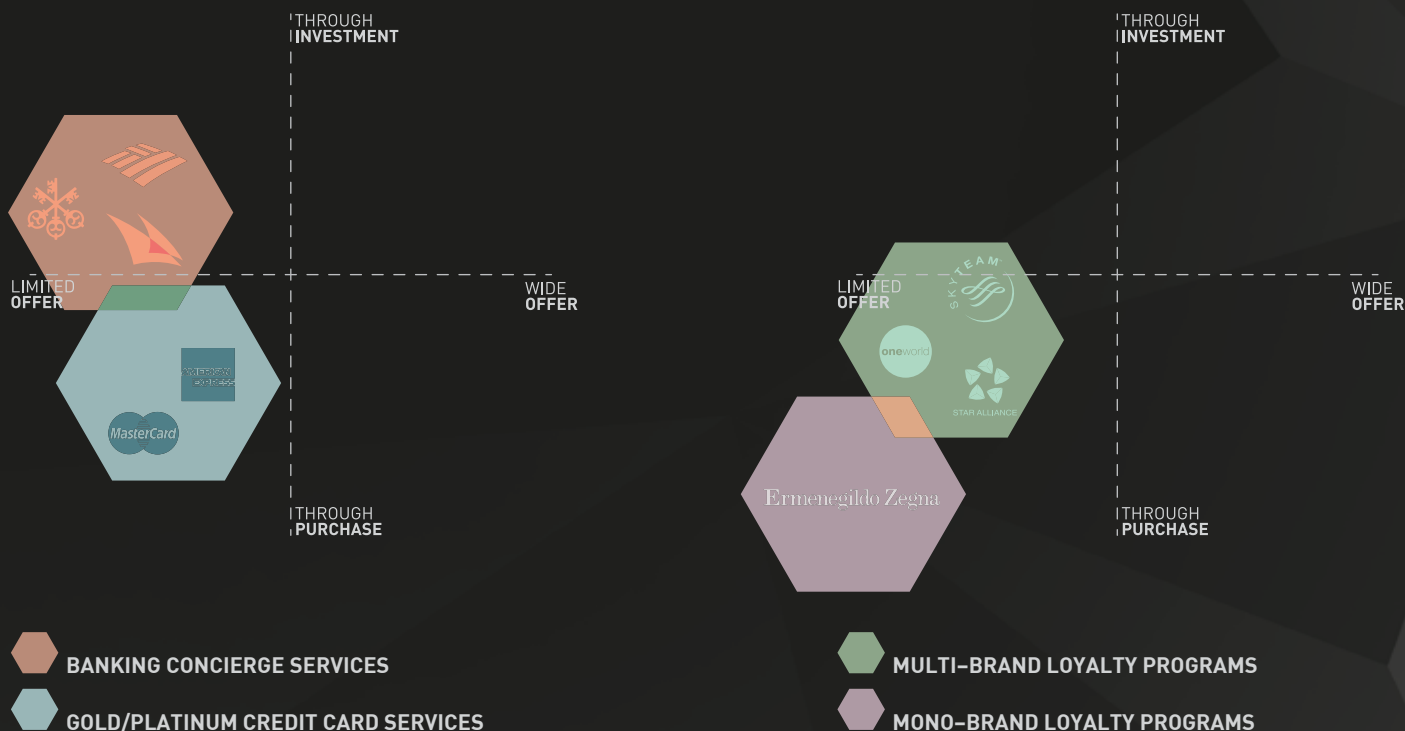 THROUGH
INVESTMENT
LIMITED
OFFER
WIDE
OFFER
AMERICAN
EXPRESS
MasterCard
THROUGH
PURCHASE
BANKING CONCIERGE SERVICES
GOLD/PLATINUM CREDIT CARD SERVICES
THROUGH
INVESTMENT
SKYTEAM
LIMITED
OFFER
WIDE
OFFER
oneworld
STAR ALLIANCE
Ermenegildo Zegna
THROUGH
PURCHASE
MULTI–BRAND LOYALTY PROGRAMS
MONO–BRAND LOYALTY PROGRAMS